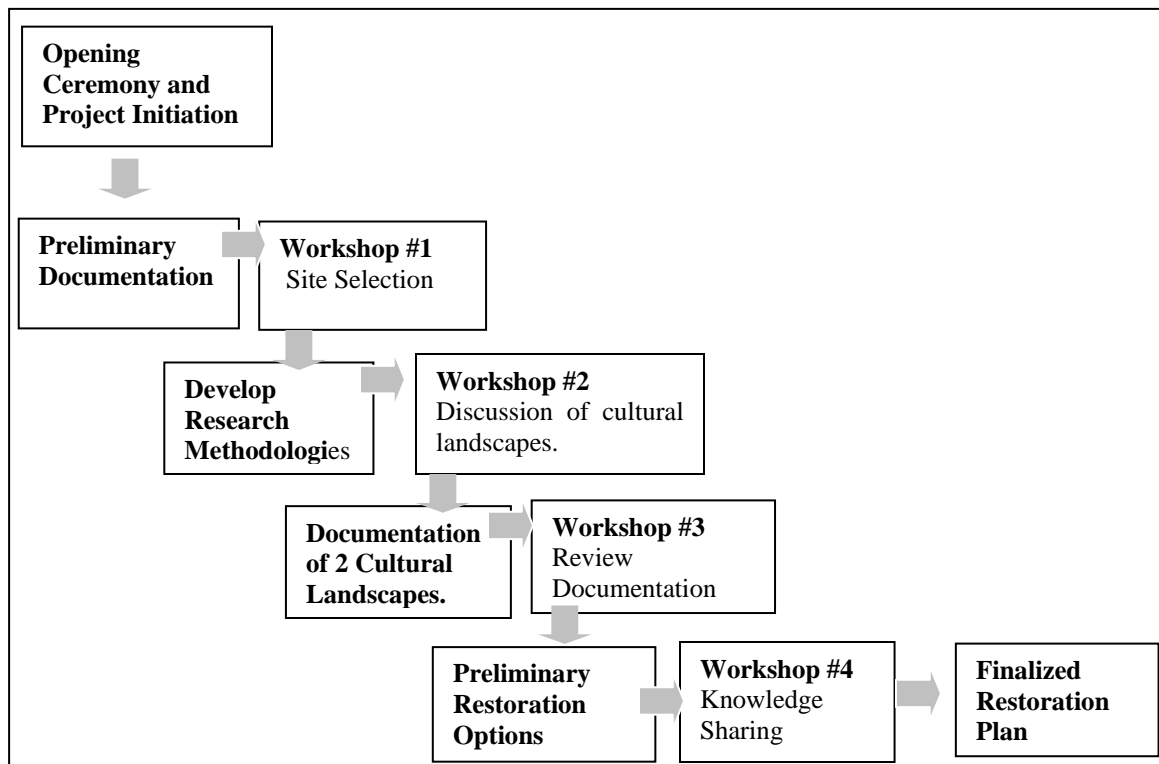 Opening
Ceremony and
Project Initiation
Preliminary
Documentation
Workshop #1
Site Selection
Develop
Research
Methodologies
Workshop #2
Discussion of cultural
landscapes.
Documentation
of 2 Cultural
Landscapes.
Workshop #3
Review
Documentation
Preliminary
Restoration
Options
Workshop #4
Knowledge
Sharing
Finalized
Restoration
Plan